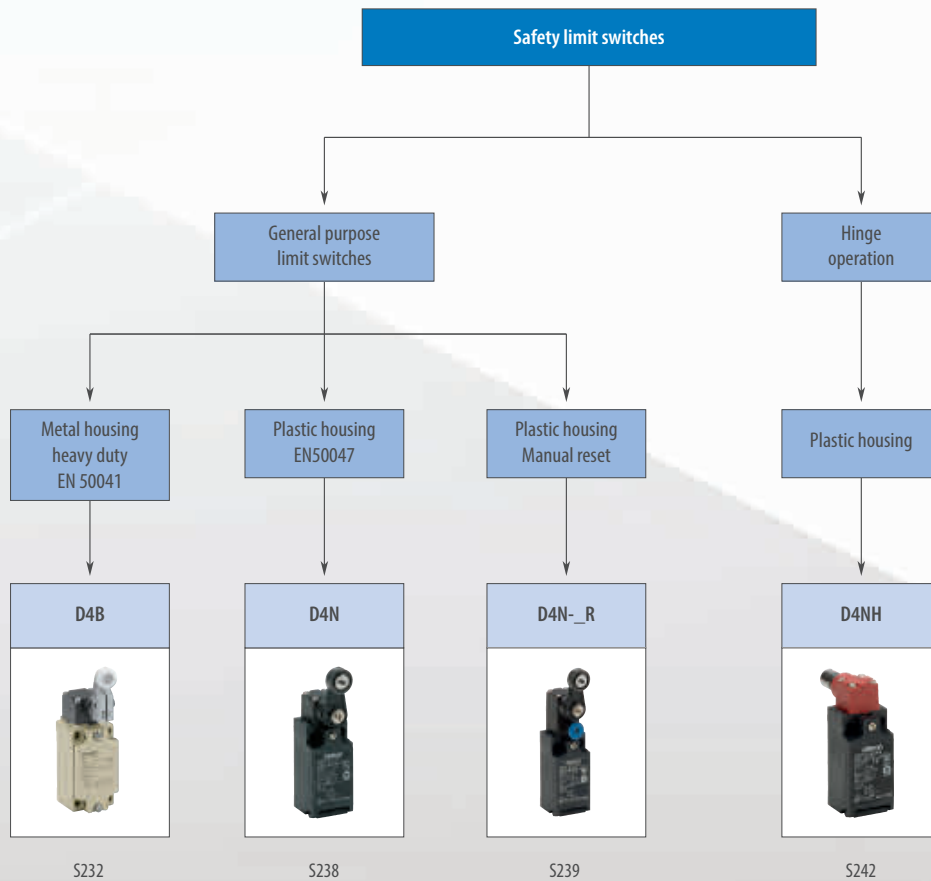 Safety limit switches
General purpose
limit switches
Hinge
operation
Metal housing
heavy duty
EN 50041
Plastic housing
EN50047
Plastic housing
Manual reset
Plastic housing
D4B
D4N
D4N-_R
D4NH
S232
S238
S239
S242